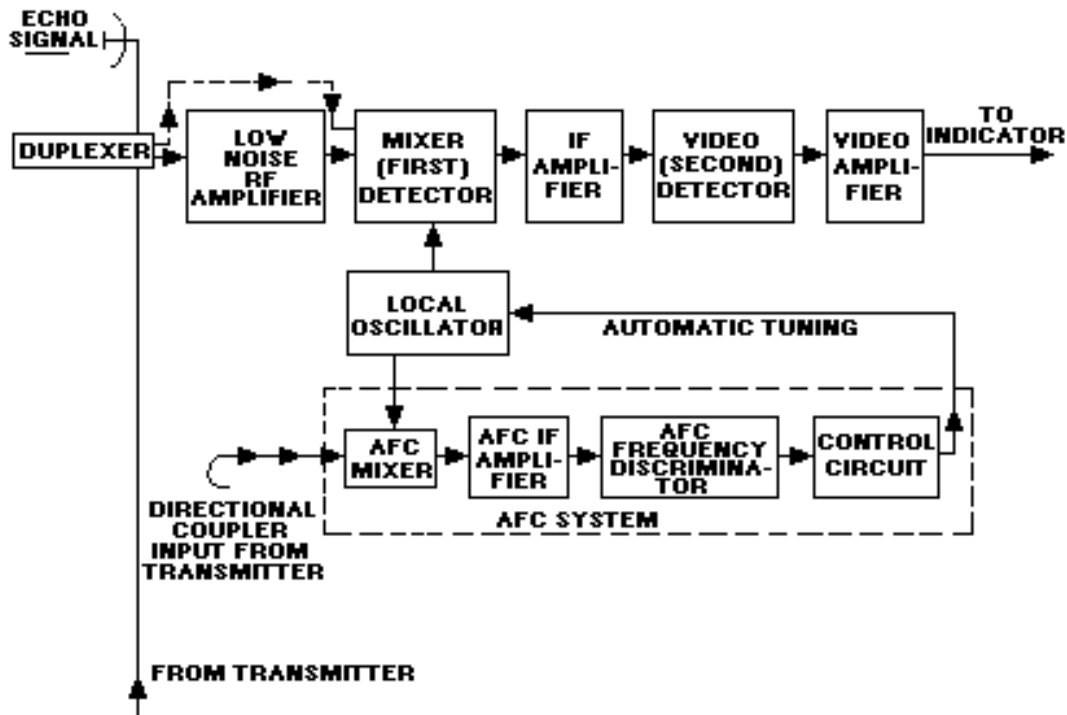 ECHO
SIGNAL
DUPLEXER
LOW
NOISE
RF
AMPLIFIER
MIXER
(FIRST)
DETECTOR
IF
AMPLI-
FIER
VIDEO
(SECOND)
DETECTOR
VIDEO
AMPLI-
FIER
TO
INDICATOR
LOCAL
OSCILLATOR
AUTOMATIC TUNING
AFC
MIXER
AFC IF
AMPLI-
FIER
AFC
FREQUENCY
DISCRIMINA-
TOR
CONTROL
CIRCUIT
AFC SYSTEM
DIRECTIONAL
COUPLER
INPUT FROM
TRANSMITTER
FROM TRANSMITTER